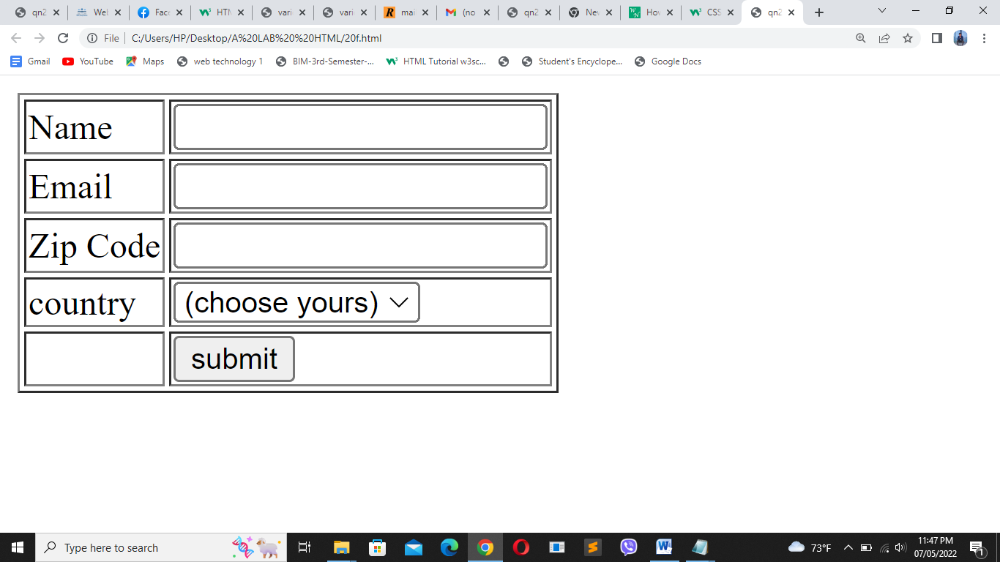 qn2 Wel Fac HTM vari vari mai (no qn2 Nev Hov CSS qn2
File C:/Users/HP/Desktop/A%20LAB%20%20HTML/20f.html
Gmail YouTube Maps web technology 1 BIM-3rd-Semester-... HTML Tutorial w3sc... Student's Encyclope... Google Docs
Name
Email
Zip Code
country (choose yours)
submit
Type here to search 73°F 11:47 PM
07/05/2022 1